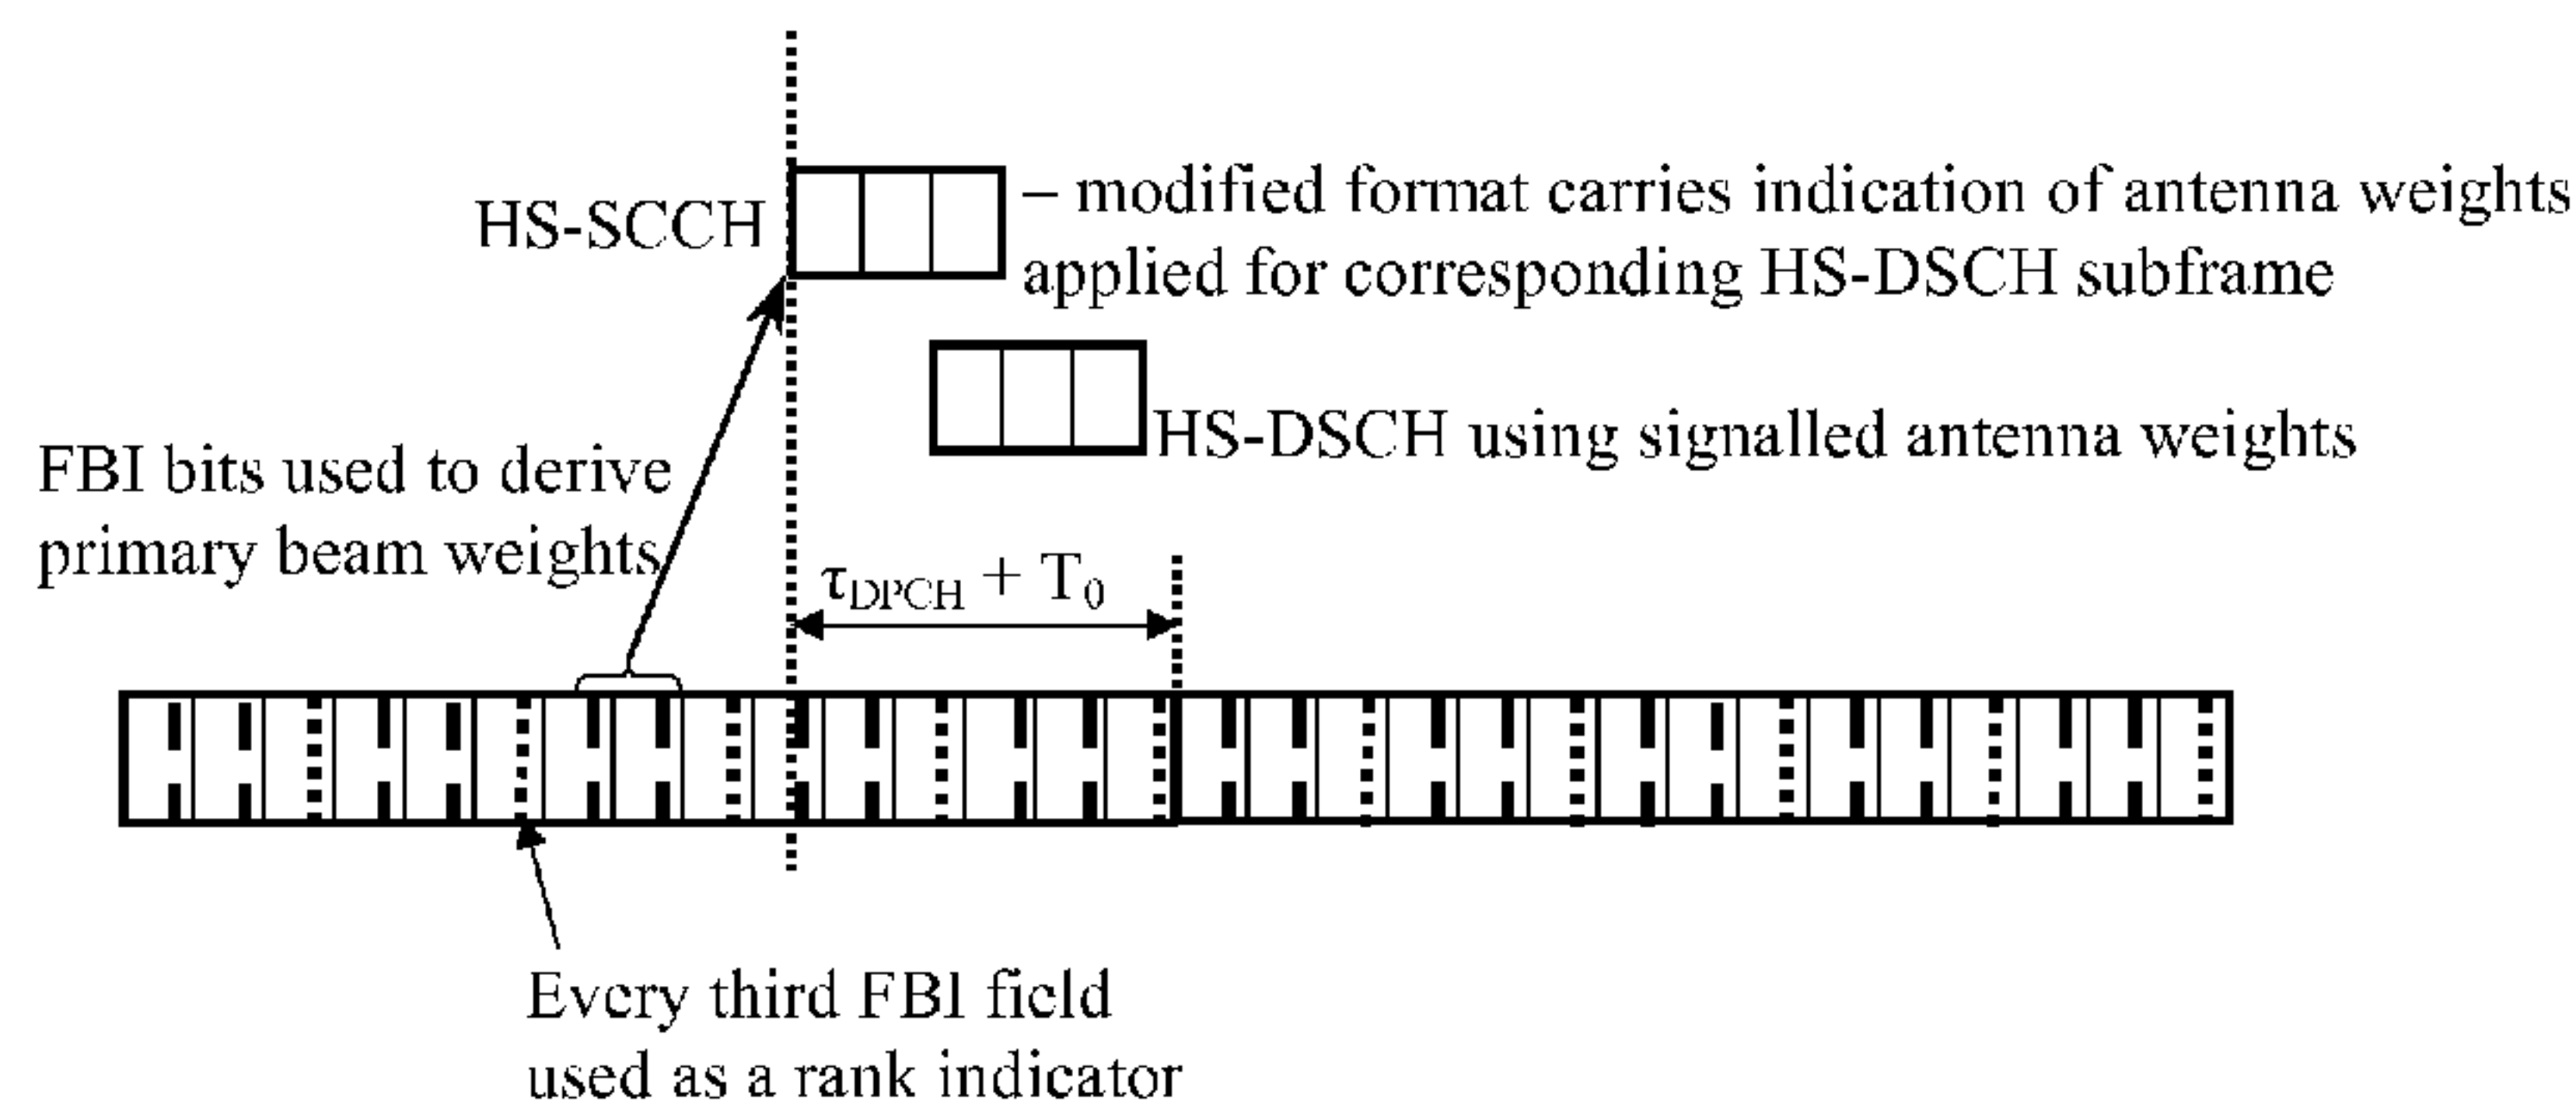 HS-SCCH
– modified format carries indication of antenna weights
applied for corresponding HS-DSCH subframe
HS-DSCH using signalled antenna weights
FBI bits used to derive
primary beam weights
τDPCH + T0
Every third FBI field
used as a rank indicator